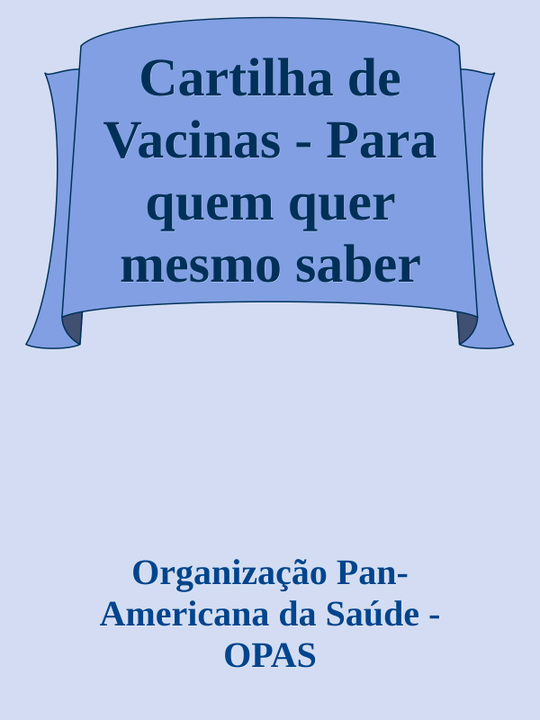 Cartilha de
Vacinas - Para
quem quer
mesmo saber
Organização Pan-
Americana da Saúde -
OPAS